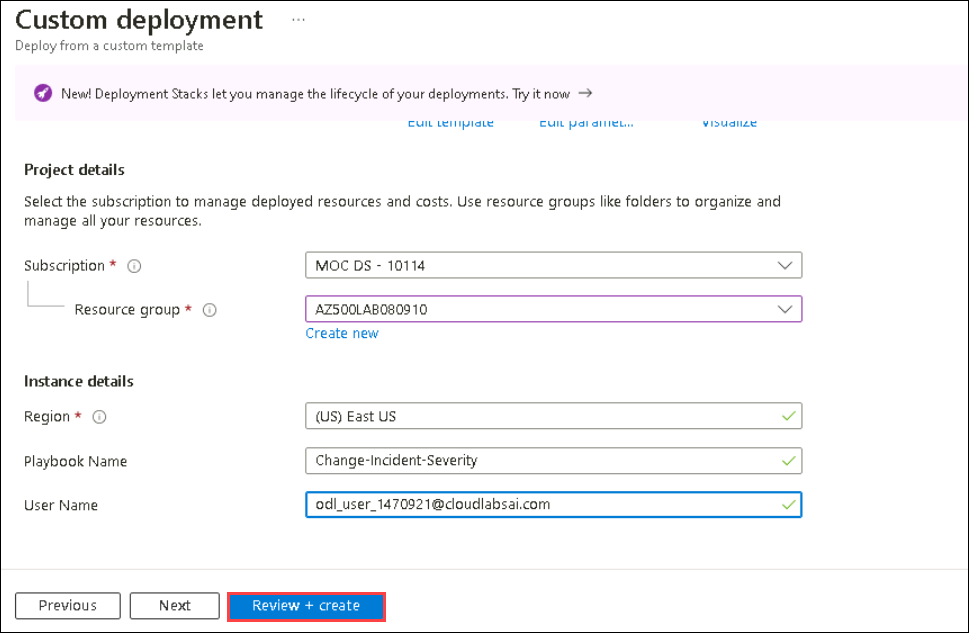 Custom deployment ...
Deploy from a custom template
New! Deployment Stacks let you manage the lifecycle of your deployments. Try it now →
Edit template Edit paramet... Visualize
Project details
Select the subscription to manage deployed resources and costs. Use resource groups like folders to organize and
manage all your resources.
Subscription * MOC DS - 10114
Resource group * AZ500LAB080910
Create new
Instance details
Region * (US) East US
Playbook Name Change-Incident-Severity
User Name odl_user_1470921@cloudlabsai.com
Previous Next Review + create